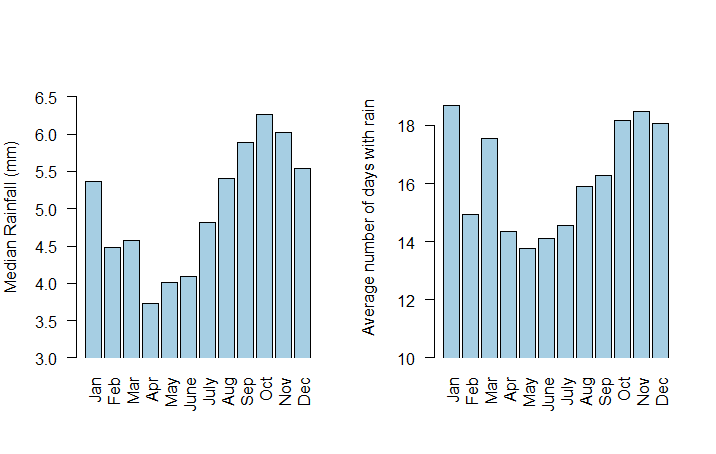 Median Rainfall (mm)
6.5
6.0
5.5
5.0
4.5
4.0
3.5
3.0
Jan
Feb
Mar
Apr
May
June
July
Aug
Sep
Oct
Nov
Dec
Average number of days with rain
18
16
14
12
10
Jan
Feb
Mar
Apr
May
June
July
Aug
Sep
Oct
Nov
Dec